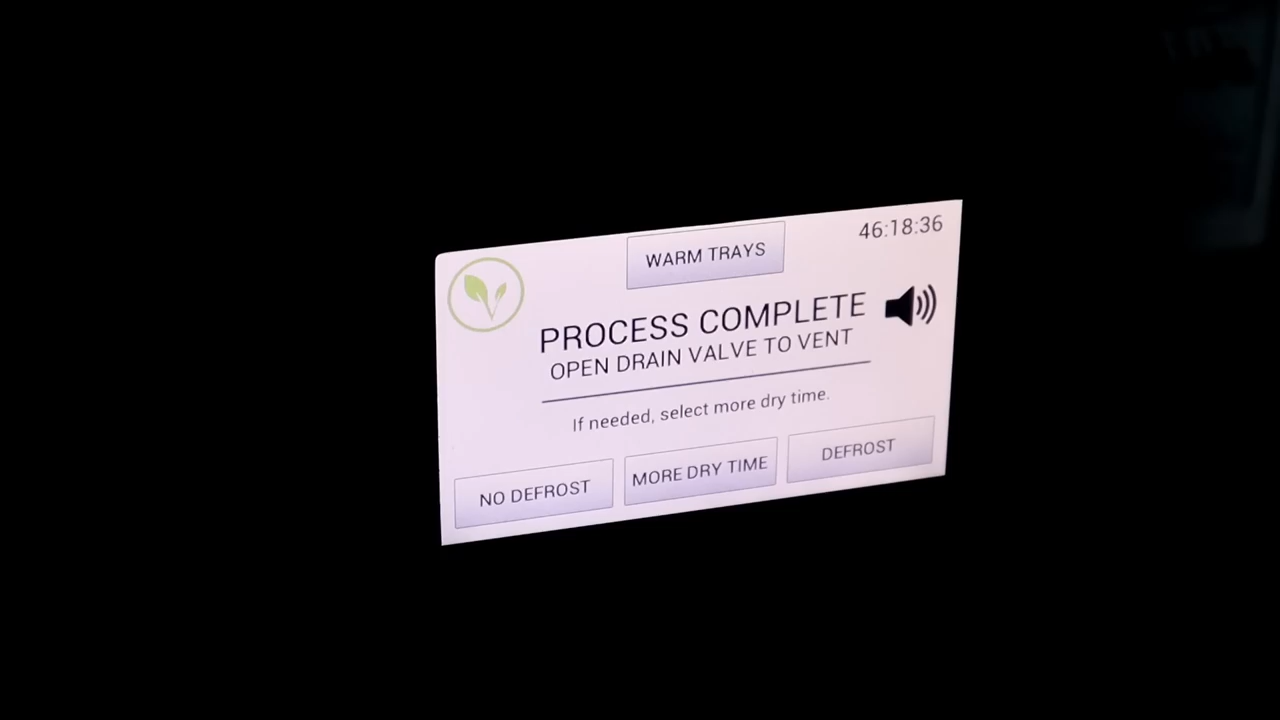 WARM TRAYS
46:18:36
PROCESS COMPLETE
OPEN DRAIN VALVE TO VENT
If needed, select more dry time.
NO DEFROST
MORE DRY TIME
DEFROST